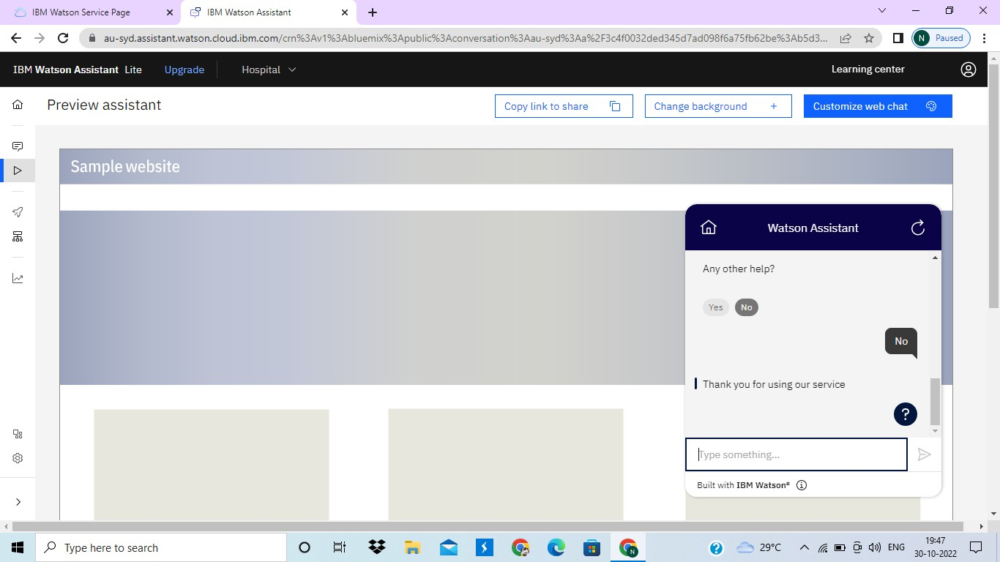 IBM Watson Service Page
IBM Watson Assistant
au-syd.assistant.watson.cloud.ibm.com/crn%3Av1%3Abluemix%3Apublic%3Aconversation%3Aau-syd%3Aa%2F3c4f0032ded345d7ad098f6a75fb62be%3Ab5d3...
N Paused
IBM Watson Assistant Lite
Upgrade
Hospital
Learning center
Preview assistant
Copy link to share
Change background +
Customize web chat
Sample website
Watson Assistant
Any other help?
Yes
No
No
Thank you for using our service
?
Type something...
Built with IBM Watson®
Type here to search
N
?
29°C
ENG
19:47
30-10-2022